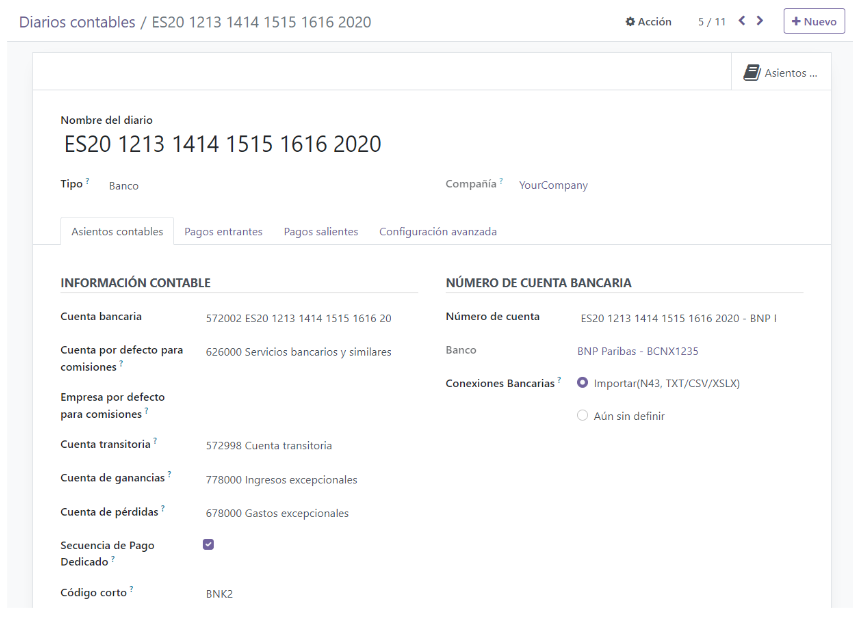 Diarios contables / ES20 1213 1414 1515 1616 2020
Acción
5 / 11
Nuevo
Asientos ...
Nombre del diario
ES20 1213 1414 1515 1616 2020
Tipo ? Banco
Compañía ? YourCompany
Asientos contables
Pagos entrantes
Pagos salientes
Configuración avanzada
INFORMACIÓN CONTABLE
Cuenta bancaria 572002 ES20 1213 1414 1515 1616 20
Cuenta por defecto para 626000 Servicios bancarios y similares
comisiones ?
Empresa por defecto
para comisiones ?
Cuenta transitoria ? 572998 Cuenta transitoria
Cuenta de ganancias ? 778000 Ingresos excepcionales
Cuenta de pérdidas ? 678000 Gastos excepcionales
Secuencia de Pago
Dedicado ?
Código corto ? BNK2
NÚMERO DE CUENTA BANCARIA
Número de cuenta ES20 1213 1414 1515 1616 2020 - BNP
Banco BNP Paribas - BCNX1235
Conexiones Bancarias ? Importar(N43, TXT/CSV/XSLX)
Aún sin definir